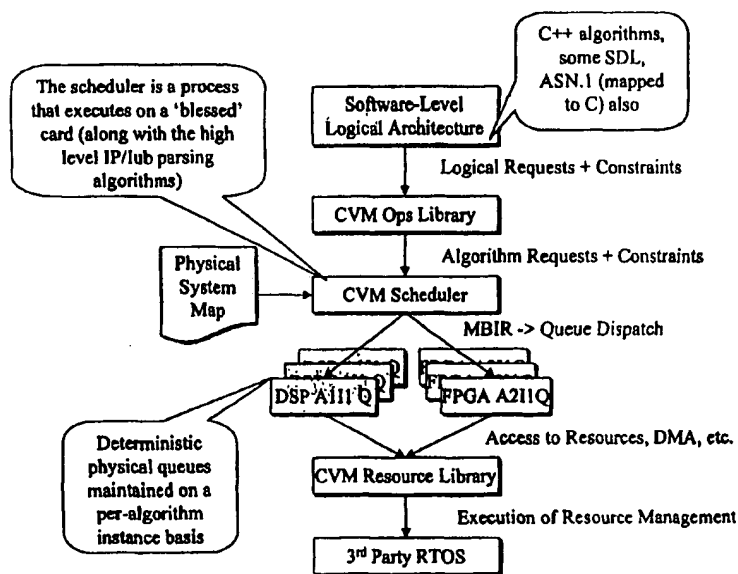 C++ algorithms,
some SDL,
ASN.1 (mapped
to C) also
The scheduler is a process
that executes on a 'blessed'
card (along with the high
level IP/lub parsing
algorithms)
Software-Level
Logical Architecture
Logical Requests + Constraints
CVM Ops Library
Algorithm Requests + Constraints
Physical
System
Map
CVM Scheduler
MBIR -> Queue Dispatch
DSP A1I1 Q
FPGA A2I1Q
Access to Resources, DMA, etc.
Deterministic
physical queues
maintained on a
per-algorithm
instance basis
CVM Resource Library
Execution of Resource Management
3rd Party RTOS